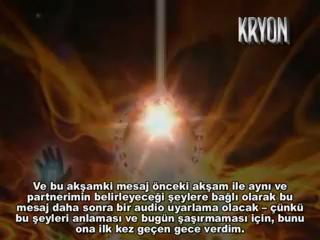 KRYON
Ve bu akşamki mesaj önceki akşam ile aynı ve
partnerimin belirleyeceği şeylere bağlı olarak bu
mesaj daha sonra bir audio uyarlama olacak – çünkü
bu şeyleri anlaması ve bugün şaşırmaması için, bunu
ona ilk kez geçen gece verdim.